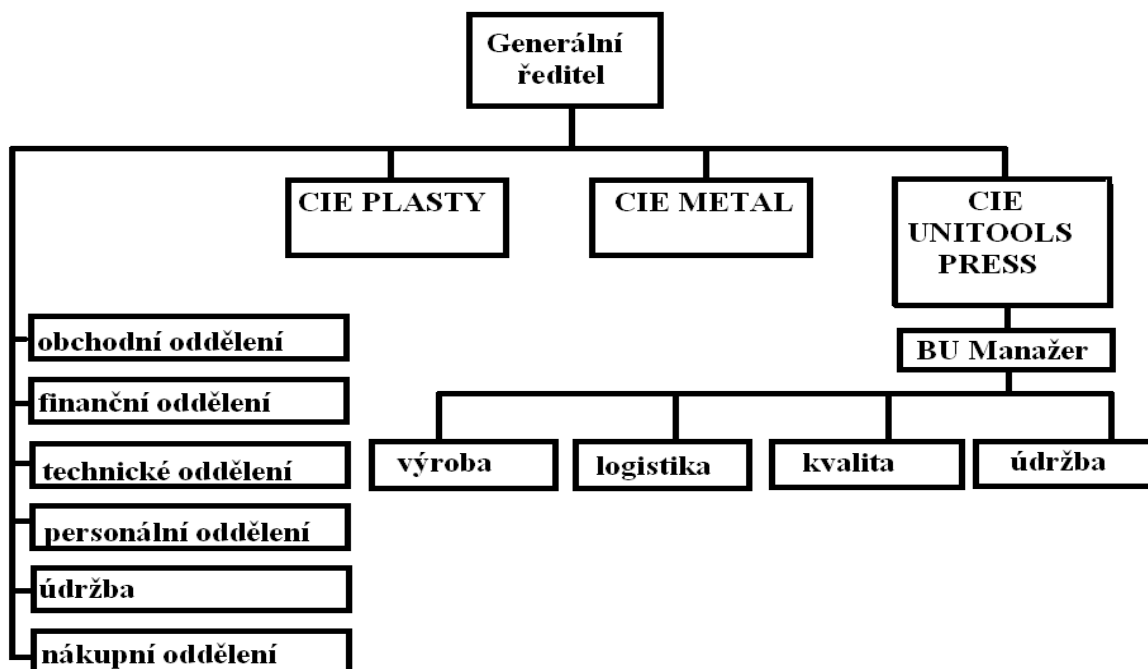 Generální
ředitel
CIE PLASTY
CIE METAL
CIE
UNITOOLS
PRESS
BU Manažer
výroba
logistika
kvalita
údržba
obchodní oddělení
finanční oddělení
technické oddělení
personální oddělení
údržba
nákupní oddělení